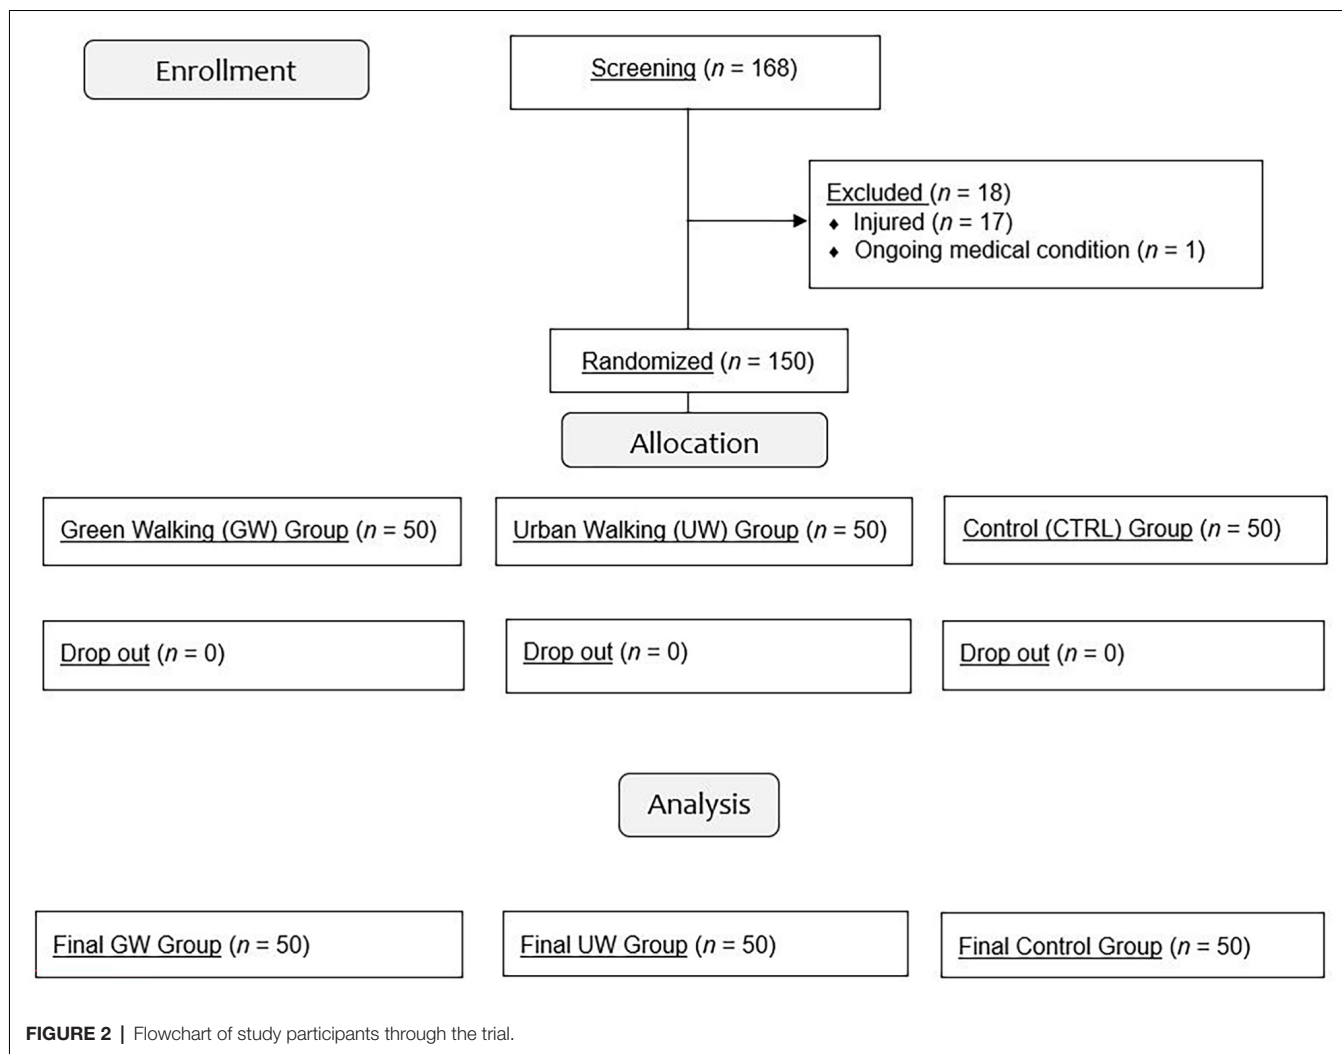 Enrollment
Screening (n = 168)
Excluded (n = 18)
♦ Injured (n = 17)
♦ Ongoing medical condition (n = 1)
Randomized (n = 150)
Allocation
Green Walking (GW) Group (n = 50)
Urban Walking (UW) Group (n = 50)
Control (CTRL) Group (n = 50)
Drop out (n = 0)
Drop out (n = 0)
Drop out (n = 0)
Analysis
Final GW Group (n = 50)
Final UW Group (n = 50)
Final Control Group (n = 50)
FIGURE 2 | Flowchart of study participants through the trial.